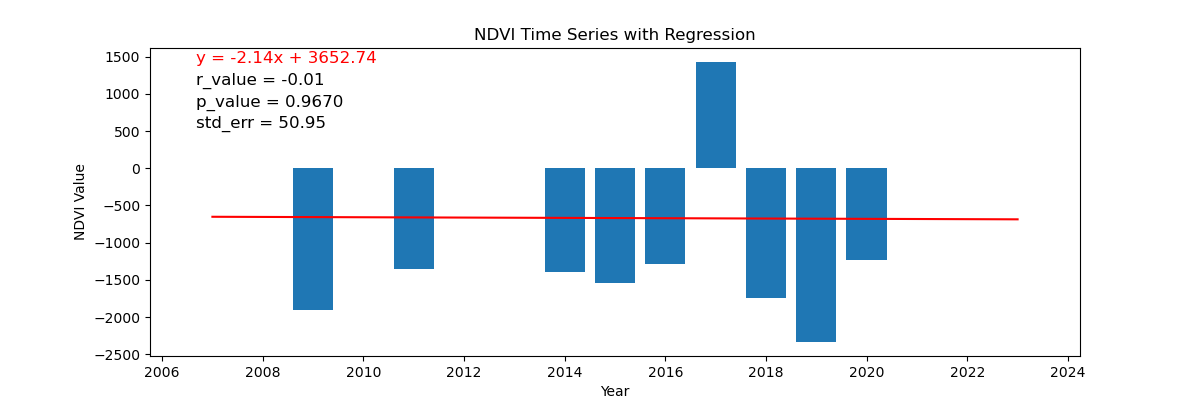 NDVI Time Series with Regression
y = -2.14x + 3652.74
r_value = -0.01
p_value = 0.9670
std_err = 50.95
NDVI Value
1500
1000
500
0
−500
−1000
−1500
−2000
−2500
2006 2008 2010 2012 2014 2016 2018 2020 2022 2024
Year